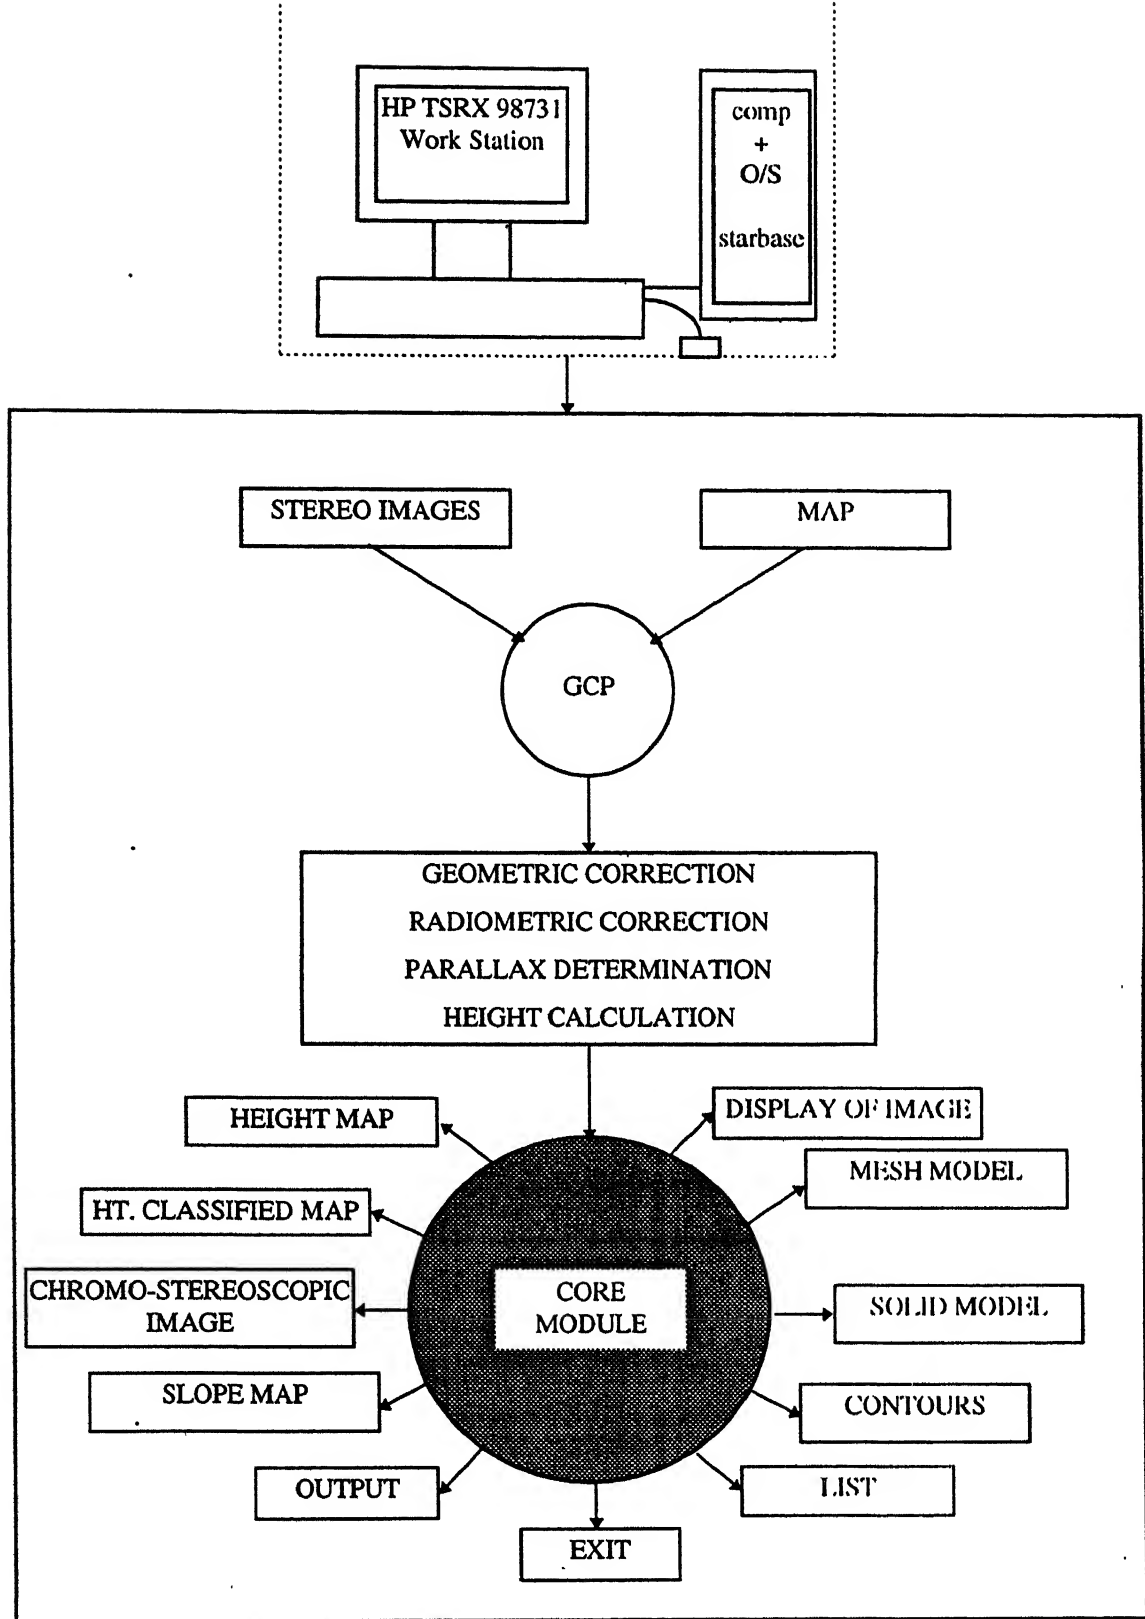 HP TSRX 98731
Work Station
comp
+
O/S
starbase
STEREO IMAGES
MAP
GCP
GEOMETRIC CORRECTION
RADIOMETRIC CORRECTION
PARALLAX DETERMINATION
HEIGHT CALCULATION
HEIGHT MAP
DISPLAY OF IMAGE
MESH MODEL
HT. CLASSIFIED MAP
CHROMO-STEREOSCOPIC
IMAGE
CORE
MODULE
SOLID MODEL
SLOPE MAP
CONTOURS
OUTPUT
LIST
EXIT